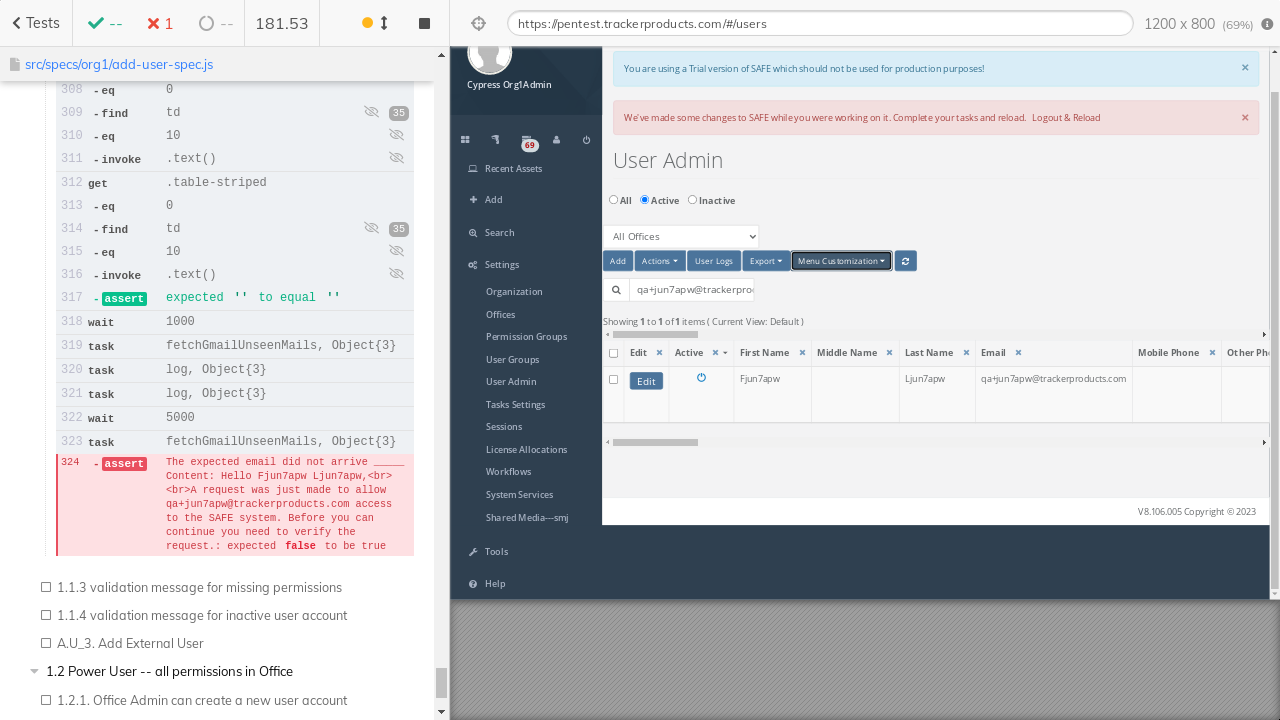 Tests
--
1
--
181.53
https://pentest.trackerproducts.com/#/users
1200 x 800 (68%)
src/specs/org1/add-user-spec.js
308 - eq 0
309 - find td 35
310 - eq 10
311 - invoke .text()
312 get .table-striped
313 - eq 0
314 - find td 35
315 - eq 10
316 - invoke .text()
317 - assert expected '' to equal ''
318 wait 1000
319 task fetchGmailUnseenMails, Object{3}
320 task log, Object{3}
321 task log, Object{3}
322 wait 5000
323 task fetchGmailUnseenMails, Object{3}
324 - assert The expected email did not arrive _____
Content: Hello Fjun7apw Ljun7apw,<br>
<br>A request was just made to allow
qa+jun7apw@trackerproducts.com access
to the SAFE system. Before you can
continue you need to verify the
request.: expected false to be true
1.1.3 validation message for missing permissions
1.1.4 validation message for inactive user account
A.U_3. Add External User
1.2 Power User -- all permissions in Office
1.2.1. Office Admin can create a new user account
Cypress Org1Admin
69
Recent Assets
Add
Search
Settings
Organization
Offices
Permission Groups
User Groups
User Admin
Tasks Settings
Sessions
License Allocations
Workflows
System Services
Shared Media---smj
Tools
Help
You are using a Trial version of SAFE which should not be used for production purposes! ×
We've made some changes to SAFE while you were working on it. Complete your tasks and reload. Logout & Reload ×
User Admin
All Active Inactive
All Offices
Add Actions User Logs Export Menu Customization
qa+jun7apw@trackerpro
Showing 1 to 1 of 1 items ( Current View: Default )
Edit × Active × First Name × Middle Name × Last Name × Email × Mobile Phone × Other Pho
Edit Fjun7apw Ljun7apw qa+jun7apw@trackerproducts.com